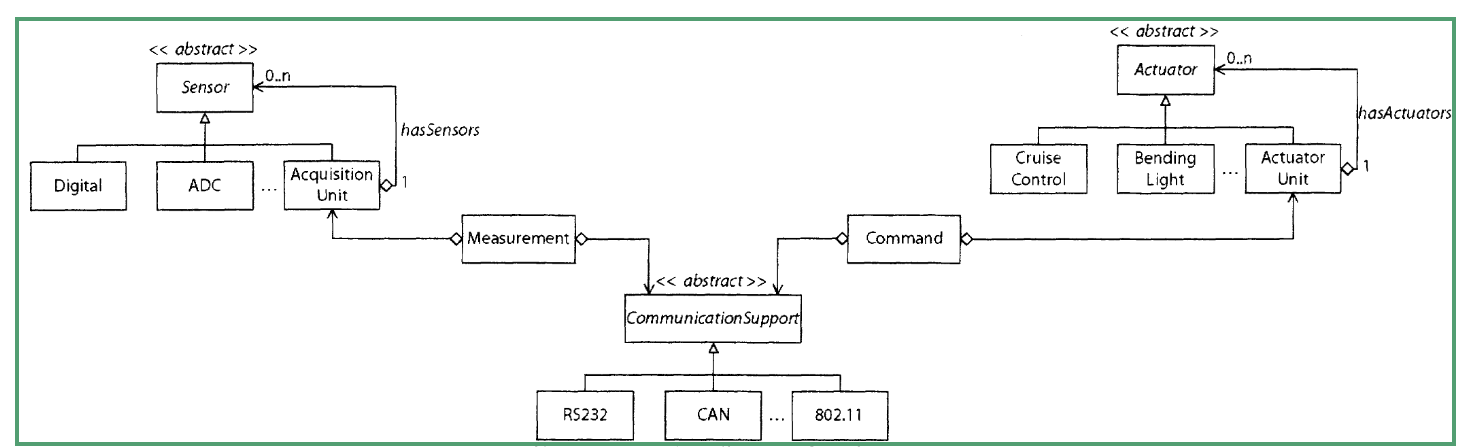 << abstract >>
Sensor
0..n
hasSensors
Digital
ADC
...
Acquisition
Unit
1
<< abstract >>
Actuator
0..n
hasActuators
Cruise
Control
Bending
Light
...
Actuator
Unit
1
Measurement
Command
<< abstract >>
CommunicationSupport
RS232
CAN
...
802.11